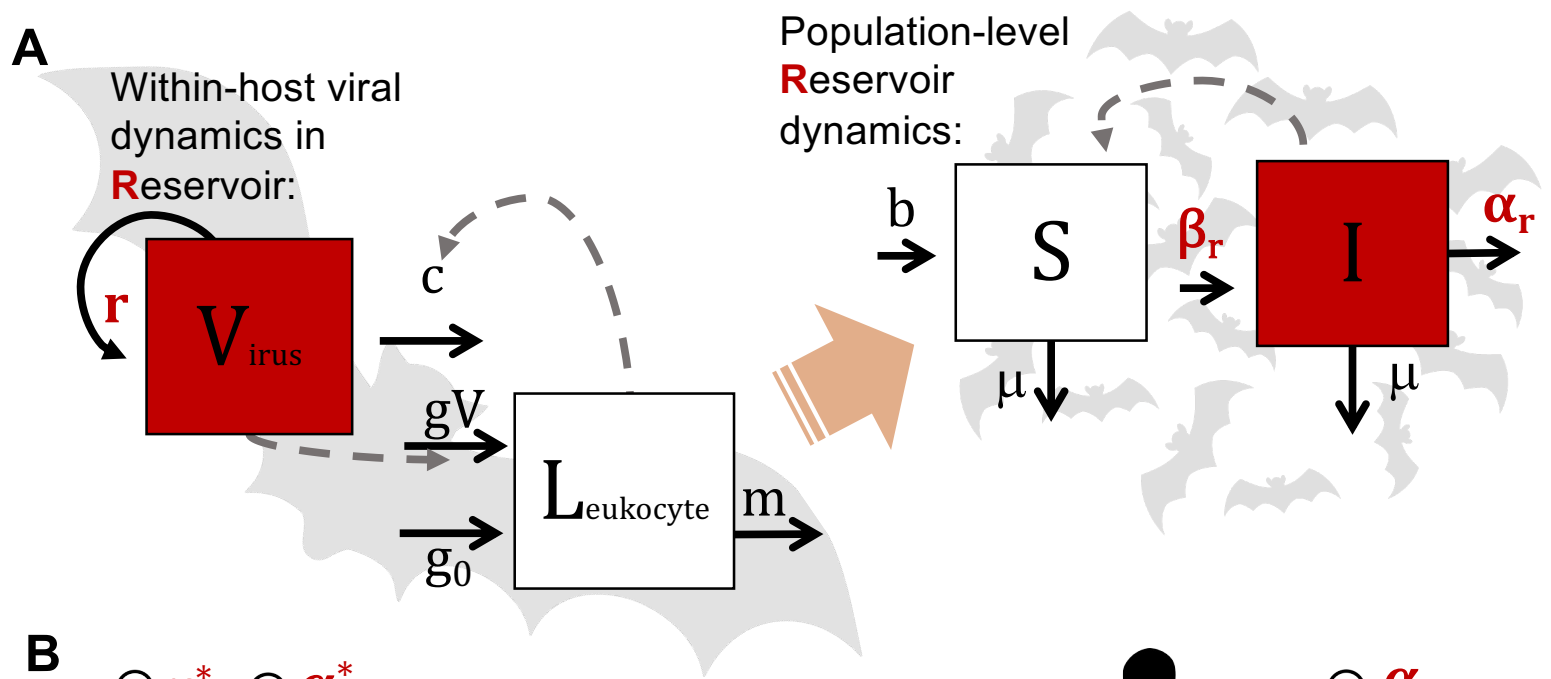 A
Within-host viral
dynamics in
Reservoir:
r
Virus
c
gV
g₀
Leukocyte
m
Population-level
Reservoir
dynamics:
b
S
βr
I
αr
μ
μ
B